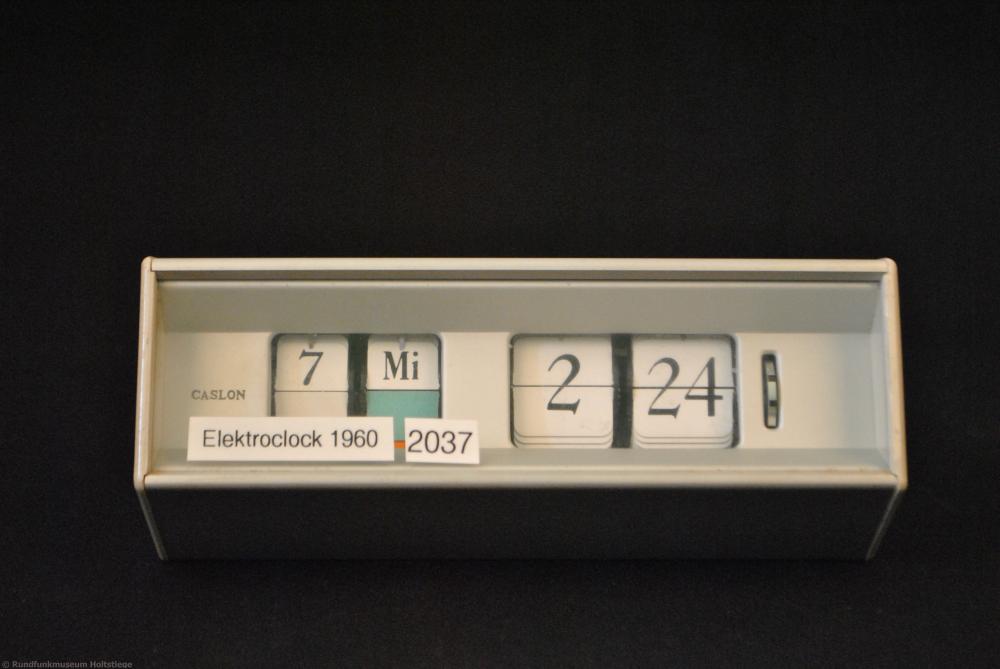 7 Mi 2 24
CASLON
Elektroclock 1960 2037
© Rundfunkmuseum Holtstiege